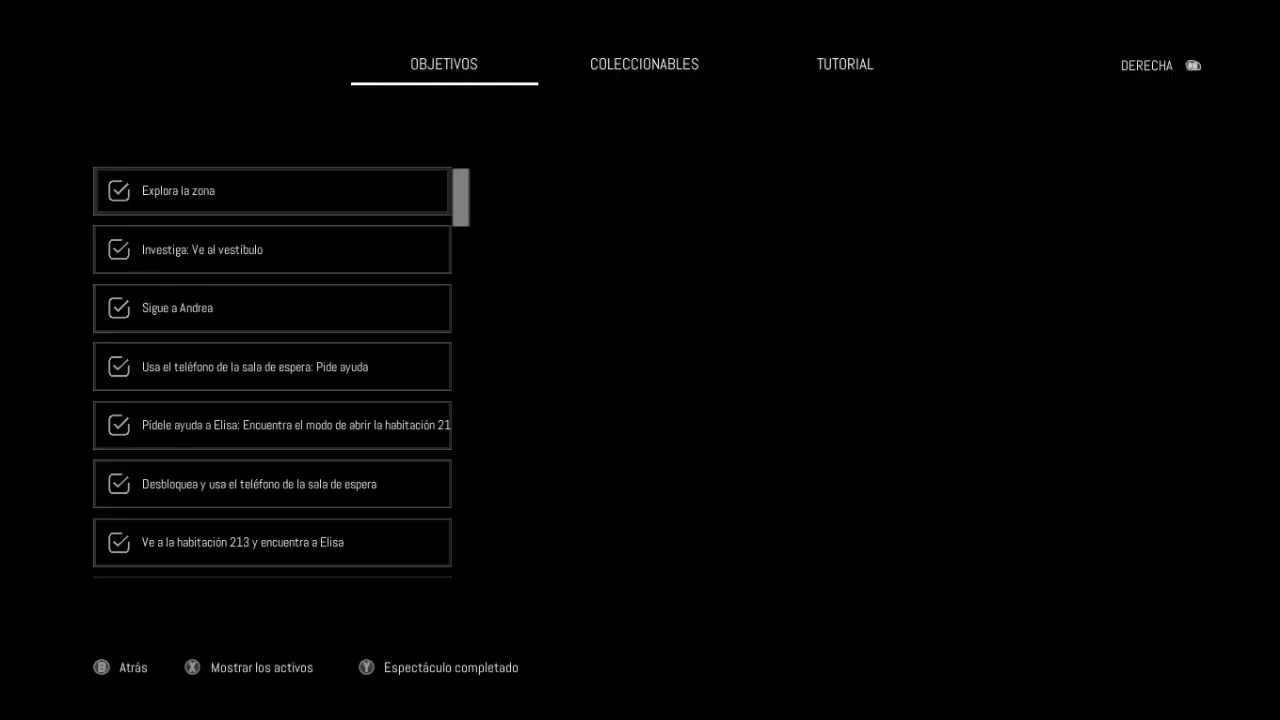 OBJETIVOS
COLECCIONABLES
TUTORIAL
DERECHA RB
Explora la zona
Investiga: Ve al vestíbulo
Sigue a Andrea
Usa el teléfono de la sala de espera: Pide ayuda
Pídele ayuda a Elisa: Encuentra el modo de abrir la habitación 21
Desbloquea y usa el teléfono de la sala de espera
Ve a la habitación 213 y encuentra a Elisa
B Atrás
X Mostrar los activos
Y Espectáculo completado